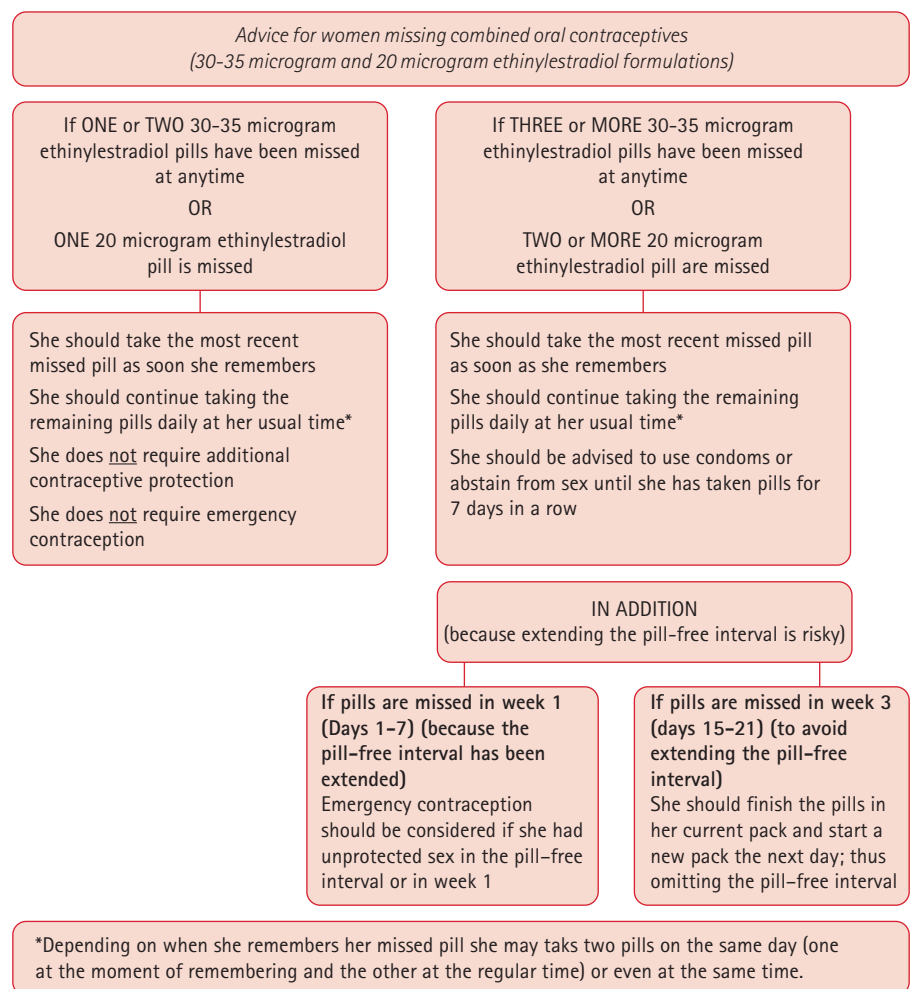 Advice for women missing combined oral contraceptives
(30-35 microgram and 20 microgram ethinylestradiol formulations)
If ONE or TWO 30-35 microgram
ethinylestradiol pills have been missed
at anytime
OR
ONE 20 microgram ethinylestradiol
pill is missed
If THREE or MORE 30-35 microgram
ethinylestradiol pills have been missed
at anytime
OR
TWO or MORE 20 microgram
ethinylestradiol pill are missed
She should take the most recent
missed pill as soon she remembers
She should continue taking the
remaining pills daily at her usual time*
She does not require additional
contraceptive protection
She does not require emergency
contraception
She should take the most recent missed pill
as soon as she remembers
She should continue taking the remaining
pills daily at her usual time*
She should be advised to use condoms or
abstain from sex until she has taken pills for
7 days in a row
IN ADDITION
(because extending the pill-free interval is risky)
If pills are missed in week 1
(Days 1-7) (because the
pill-free interval has been
extended)
Emergency contraception
should be considered if she had
unprotected sex in the pill-free
interval or in week 1
If pills are missed in week 3
(days 15-21) (to avoid
extending the pill-free
interval)
She should finish the pills in
her current pack and start a
new pack the next day; thus
omitting the pill-free interval
*Depending on when she remembers her missed pill she may taks two pills on the same day (one
at the moment of remembering and the other at the regular time) or even at the same time.